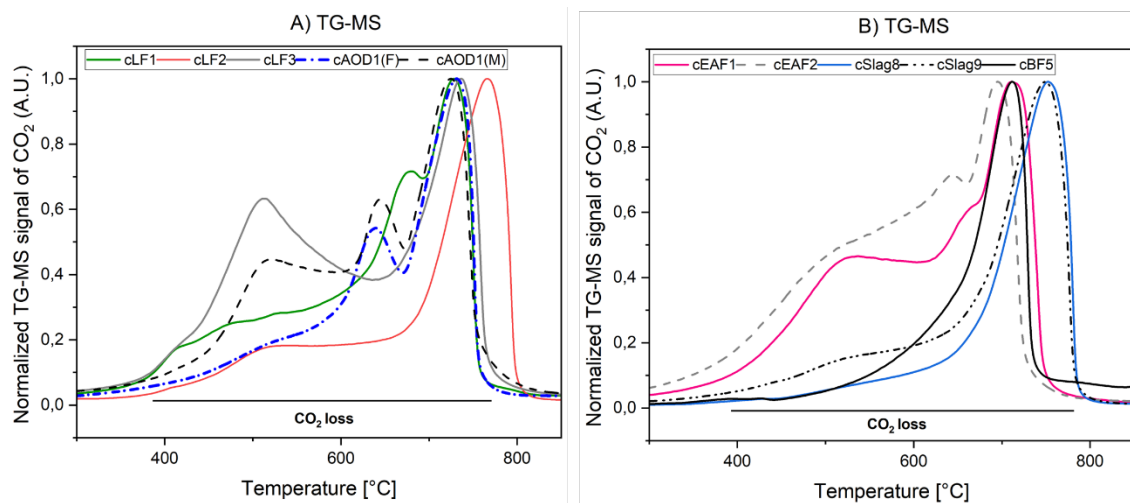 A) TG-MS
cLF1 cLF2 cLF3 cAOD1(F) cAOD1(M)
Normalized TG-MS signal of CO₂ (A.U.)
1,0
0,8
0,6
0,4
0,2
0,0
CO₂ loss
400 600 800
Temperature [°C]
B) TG-MS
cEAF1 cEAF2 cSlag8 cSlag9 cBF5
Normalized TG-MS signal of CO₂ (A.U.)
1,0
0,8
0,6
0,4
0,2
0,0
CO₂ loss
400 600 800
Temperature [°C]